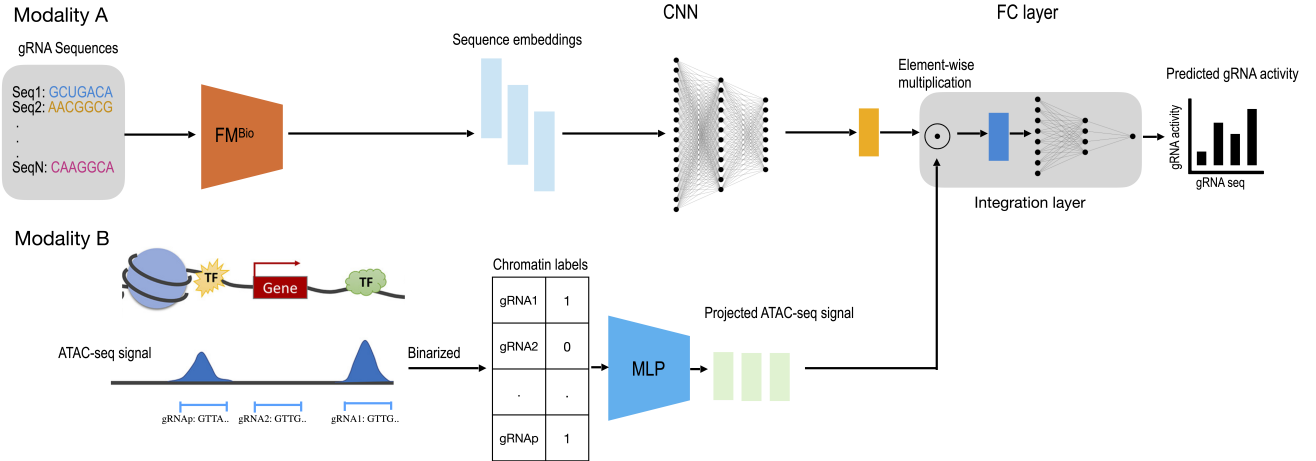 Modality A
gRNA Sequences
Seq1: GCUGACA
Seq2: AACGGCG
.
.
.
SeqN: CAAGGCA
FMBio
Sequence embeddings
CNN
Element-wise
multiplication
FC layer
Integration layer
Predicted gRNA activity
gRNA activity
gRNA seq
Modality B
TF
Gene
TF
ATAC-seq signal
gRNAp: GTTA..
gRNA2: GTTG..
gRNA1: GTTG..
Binarized
Chromatin labels
gRNA1 1
gRNA2 0
. .
gRNAp 1
MLP
Projected ATAC-seq signal